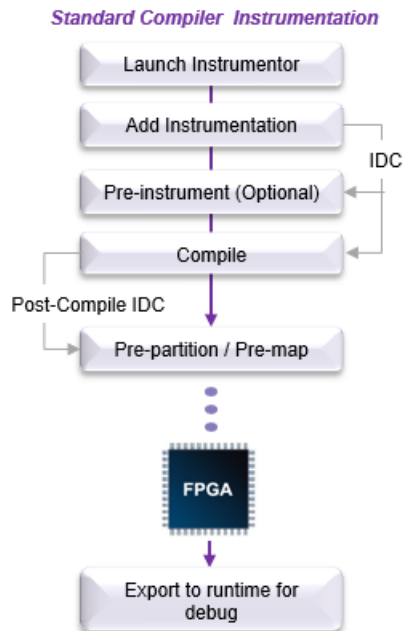 Standard Compiler Instrumentation
Launch Instrumentor
Add Instrumentation
IDC
Pre-instrument (Optional)
Compile
Post-Compile IDC
Pre-partition / Pre-map
FPGA
Export to runtime for
debug